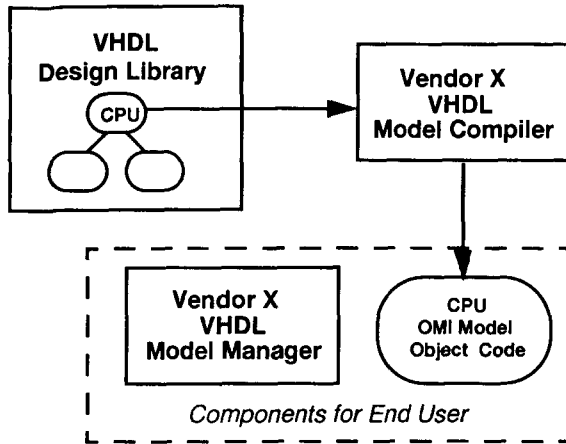 VHDL
Design Library
CPU
Vendor X
VHDL
Model Compiler
Vendor X
VHDL
Model Manager
CPU
OMI Model
Object Code
Components for End User